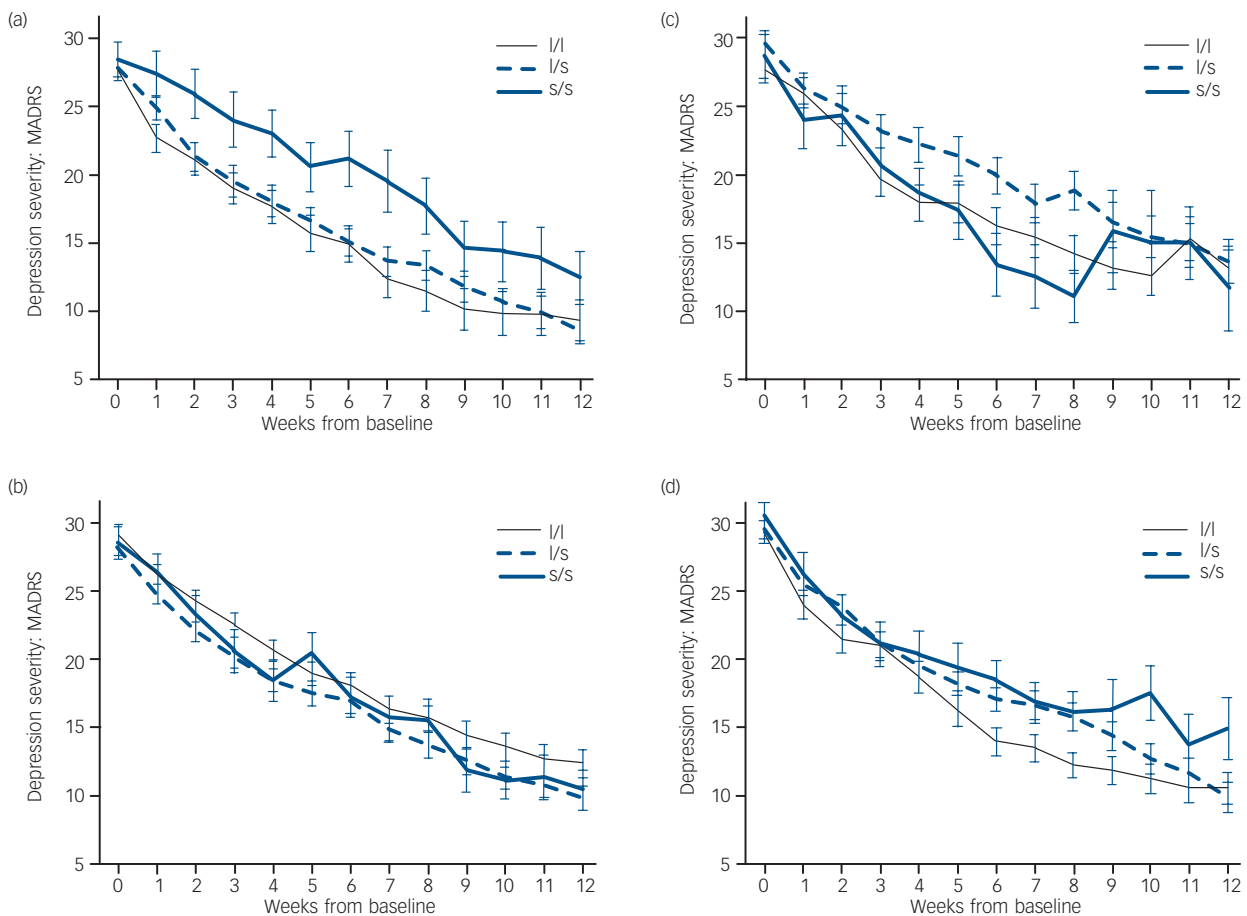 (a)
30
25
20
15
10
5
Depression severity: MADRS
l/l
l/s
s/s
0 1 2 3 4 5 6 7 8 9 10 11 12
Weeks from baseline
(c)
30
25
20
15
10
5
Depression severity: MADRS
l/l
l/s
s/s
0 1 2 3 4 5 6 7 8 9 10 11 12
Weeks from baseline
(b)
30
25
20
15
10
5
Depression severity: MADRS
l/l
l/s
s/s
0 1 2 3 4 5 6 7 8 9 10 11 12
Weeks from baseline
(d)
30
25
20
15
10
5
Depression severity: MADRS
l/l
l/s
s/s
0 1 2 3 4 5 6 7 8 9 10 11 12
Weeks from baseline